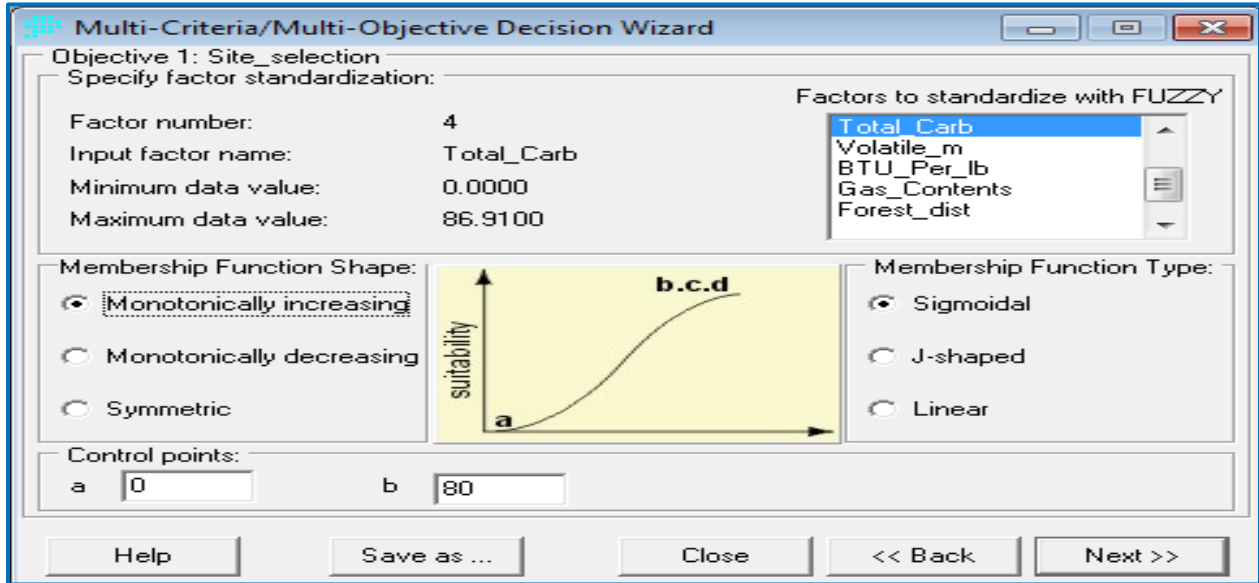 Multi-Criteria/Multi-Objective Decision Wizard
Objective 1: Site_selection
Specify factor standardization:
Factor number: 4
Input factor name: Total_Carb
Minimum data value: 0.0000
Maximum data value: 86.9100
Factors to standardize with FUZZY
Total_Carb
Volatile_m
BTU_Per_lb
Gas_Contents
Forest_dist
Membership Function Shape:
Monotonically increasing
Monotonically decreasing
Symmetric
suitability
b.c.d
a
Membership Function Type:
Sigmoidal
J-shaped
Linear
Control points:
a 0 b 80
Help Save as ... Close << Back Next >>